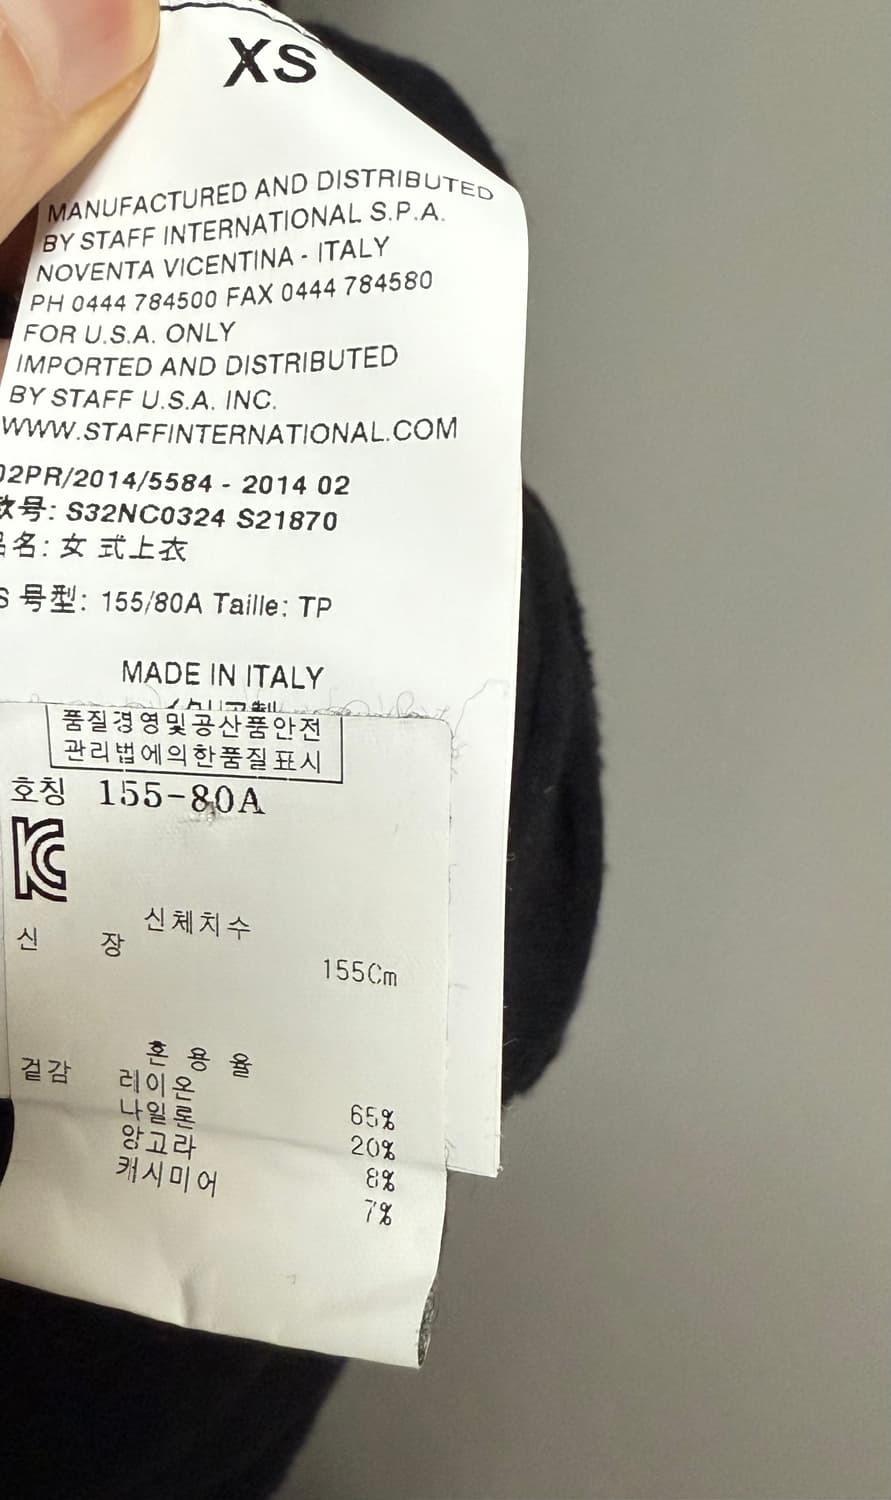 XS
MANUFACTURED AND DISTRIBUTED
BY STAFF INTERNATIONAL S.P.A.
NOVENTA VICENTINA - ITALY
PH 0444 784500 FAX 0444 784580
FOR U.S.A. ONLY
IMPORTED AND DISTRIBUTED
BY STAFF U.S.A. INC.
WWW.STAFFINTERNATIONAL.COM
02PR/2014/5584 - 2014 02
款号: S32NC0324 S21870
品名: 女 式上衣
号型: 155/80A Taille: TP
MADE IN ITALY
품질경영및공산품안전
관리법에의한품질표시
호칭 155-80A
KC
신체치수
신 장 155Cm
혼 용 율
겉감 레이온 65%
나일론 20%
앙고라 8%
캐시미어 7%